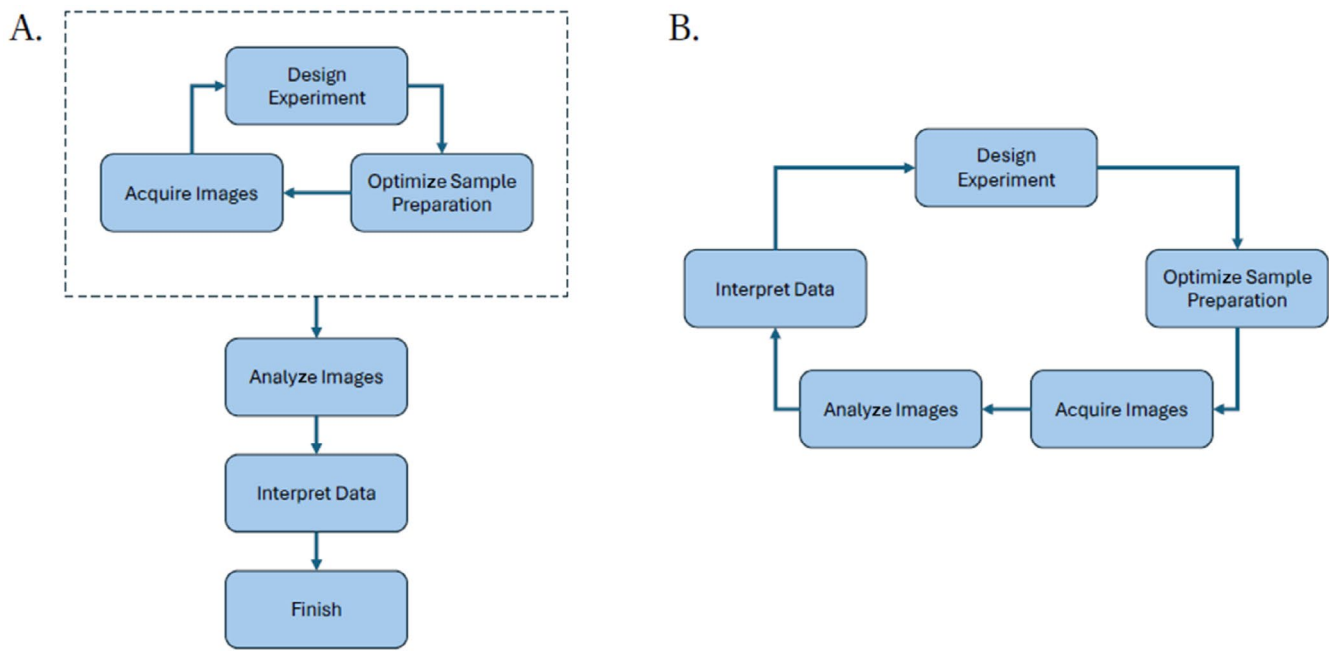 A.
Design
Experiment
Acquire Images
Optimize Sample
Preparation
Analyze Images
Interpret Data
Finish
B.
Design
Experiment
Interpret Data
Optimize Sample
Preparation
Analyze Images
Acquire Images